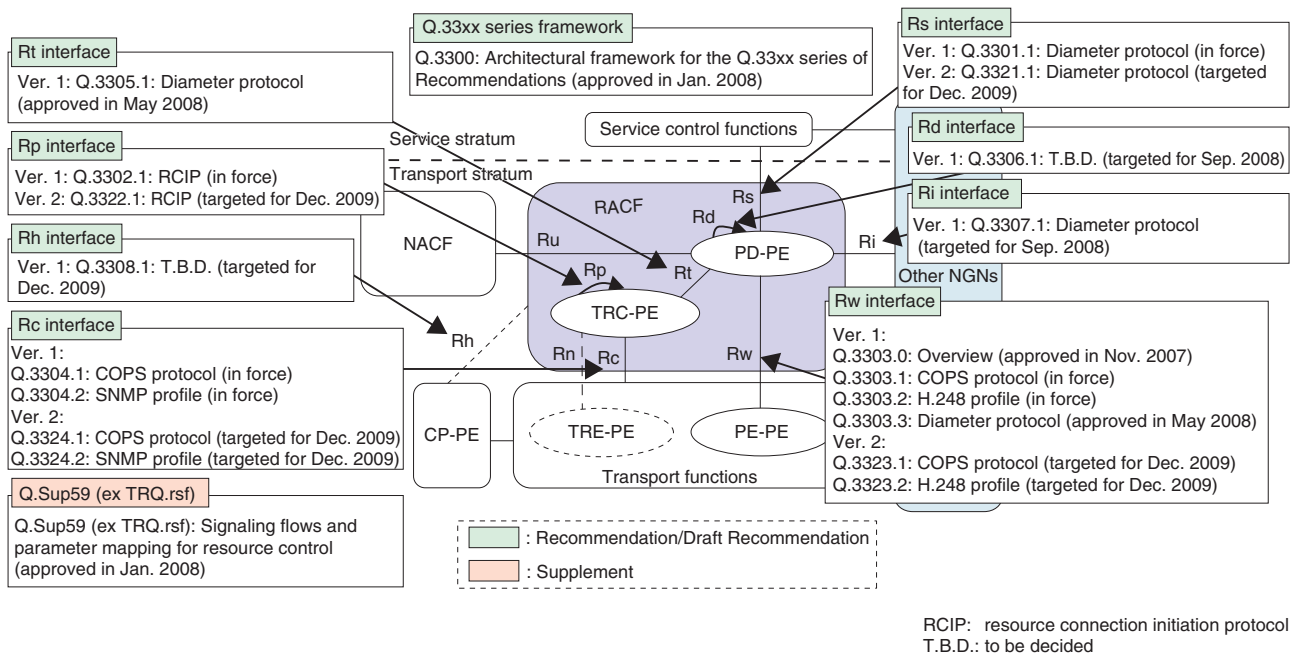 Q.33xx series framework
Q.3300: Architectural framework for the Q.33xx series of
Recommendations (approved in Jan. 2008)
Rs interface
Ver. 1: Q.3301.1: Diameter protocol (in force)
Ver. 2: Q.3321.1: Diameter protocol (targeted
for Dec. 2009)
Rt interface
Ver. 1: Q.3305.1: Diameter protocol
(approved in May 2008)
Rp interface
Ver. 1: Q.3302.1: RCIP (in force)
Ver. 2: Q.3322.1: RCIP (targeted for Dec. 2009)
Rh interface
Ver. 1: Q.3308.1: T.B.D. (targeted for
Dec. 2009)
Rc interface
Ver. 1:
Q.3304.1: COPS protocol (in force)
Q.3304.2: SNMP profile (in force)
Ver. 2:
Q.3324.1: COPS protocol (targeted for Dec. 2009)
Q.3324.2: SNMP profile (targeted for Dec. 2009)
Q.Sup59 (ex TRQ.rsf)
Q.Sup59 (ex TRQ.rsf): Signaling flows and
parameter mapping for resource control
(approved in Jan. 2008)
Service control functions
Service stratum
Transport stratum
RACF
NACF
Rs
Rd
Ru
PD-PE
Ri
Rt
Rp
TRC-PE
Rh
Rn
Rc
Rw
CP-PE
TRE-PE
PE-PE
Transport functions
Rd interface
Ver. 1: Q.3306.1: T.B.D. (targeted for Sep. 2008)
Ri interface
Ver. 1: Q.3307.1: Diameter protocol
(targeted for Sep. 2008)
Other NGNs
Rw interface
Ver. 1:
Q.3303.0: Overview (approved in Nov. 2007)
Q.3303.1: COPS protocol (in force)
Q.3303.2: H.248 profile (in force)
Q.3303.3: Diameter protocol (approved in May 2008)
Ver. 2:
Q.3323.1: COPS protocol (targeted for Dec. 2009)
Q.3323.2: H.248 profile (targeted for Dec. 2009)
: Recommendation/Draft Recommendation
: Supplement
RCIP: resource connection initiation protocol
T.B.D.: to be decided